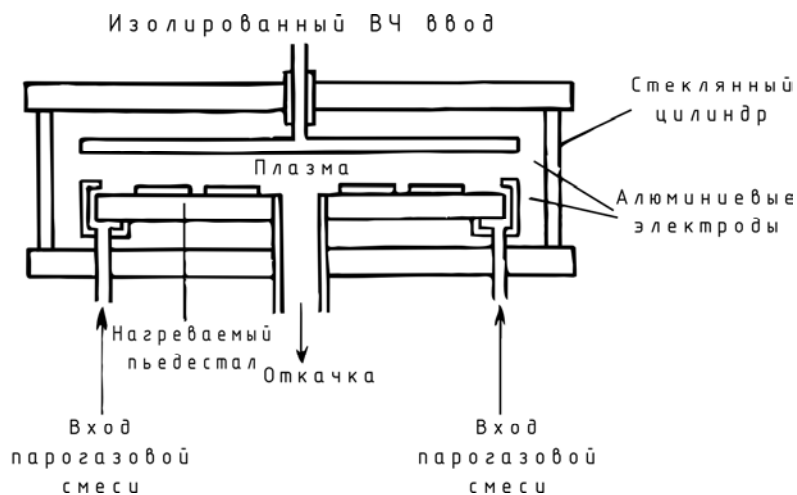 Изолированный ВЧ ввод
Стеклянный
цилиндр
Плазма
Алюминиевые
электроды
Нагреваемый
пьедестал
Откачка
Вход
парогазовой
смеси
Вход
парогазовой
смеси